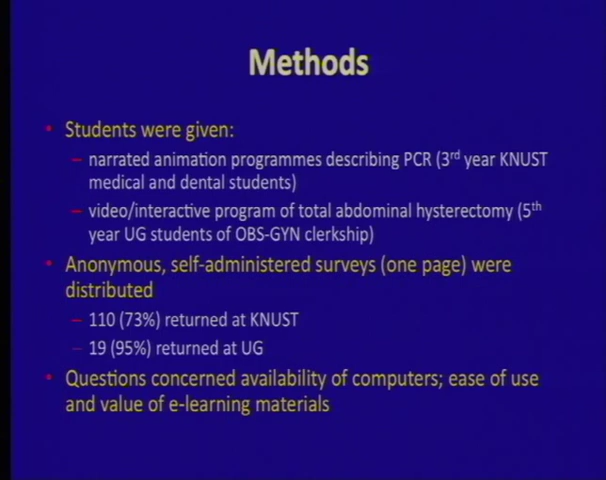 Methods
• Students were given:
– narrated animation programmes describing PCR (3rd year KNUST
medical and dental students)
– video/interactive program of total abdominal hysterectomy (5th
year UG students of OBS-GYN clerkship)
• Anonymous, self-administered surveys (one page) were
distributed
– 110 (73%) returned at KNUST
– 19 (95%) returned at UG
• Questions concerned availability of computers; ease of use
and value of e-learning materials